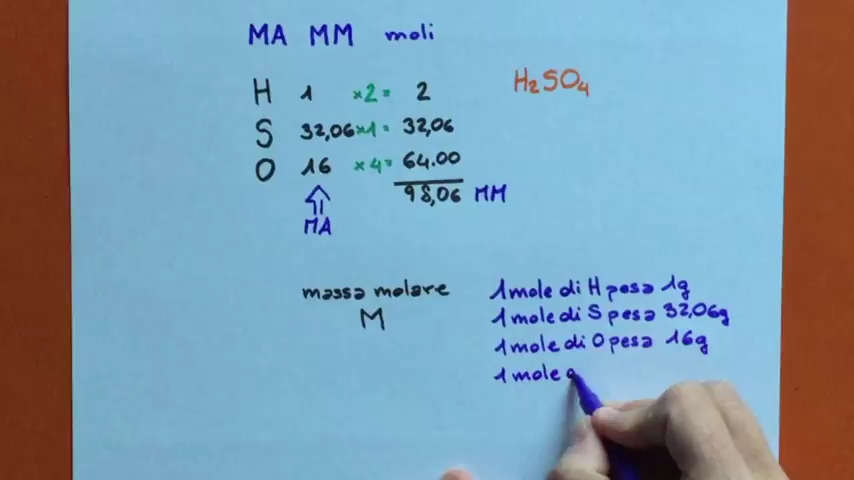 MA MM moli
H 1 ×2= 2
H₂SO₄
S 32,06×1= 32,06
O 16 ×4= 64.00
98,06 MM
MA
massa molare
M
1 mole di H pesa 1g
1 mole di S pesa 32,06g
1 mole di O pesa 16g
1 mole